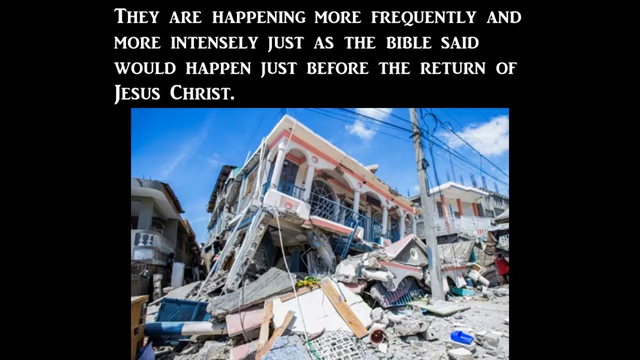 They are happening more frequently and
more intensely just as the bible said
would happen just before the return of
Jesus Christ.